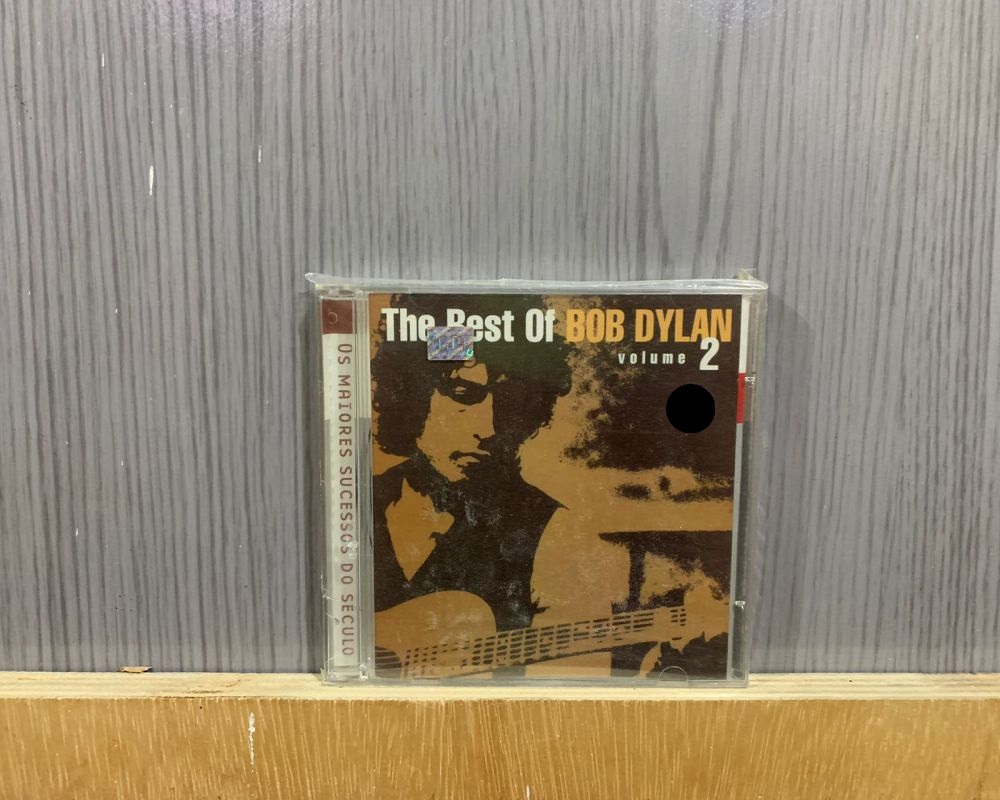 The Best Of BOB DYLAN
volume 2
OS MAIORES SUCESSOS DO SÉCULO